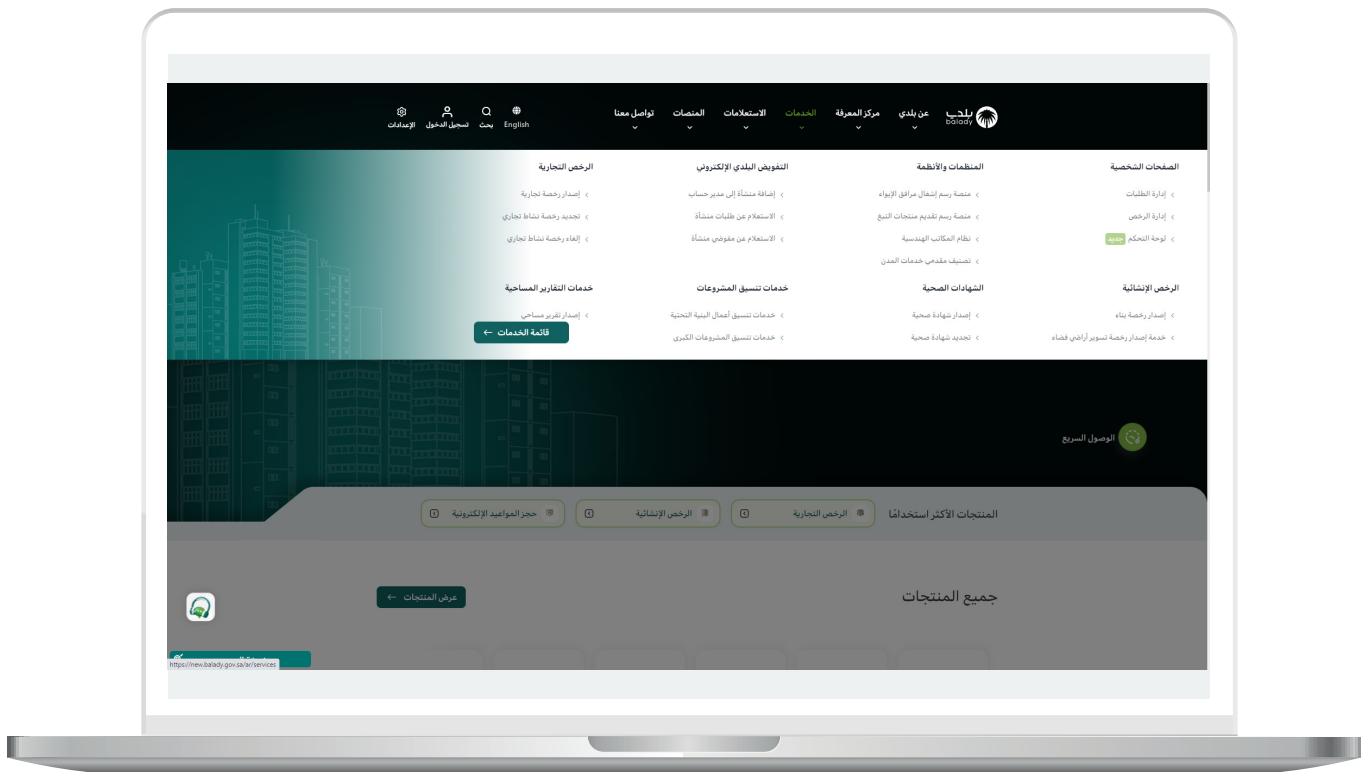 بلدي
balady
عن بلدي
مركز المعرفة
الخدمات
الاستعلامات
المنصات
تواصل معنا
English
بحث
تسجيل الدخول
الإعدادات
الصفحات الشخصية
إدارة الطلبات
إدارة الرخص
لوحة التحكم جديد
المنظمات والأنظمة
منصة رسم إشغال مرافق الإيواء
منصة رسم تقديم منتجات التبغ
نظام المكاتب الهندسية
تصنيف مقدمي خدمات المدن
التفويض البلدي الإلكتروني
إضافة منشأة إلى مدير حساب
الاستعلام عن طلبات منشأة
الاستعلام عن مفوضي منشأة
الرخص التجارية
إصدار رخصة تجارية
تجديد رخصة نشاط تجاري
إلغاء رخصة نشاط تجاري
الرخص الإنشائية
إصدار رخصة بناء
خدمة إصدار رخصة تسوير أراضي فضاء
الشهادات الصحية
إصدار شهادة صحية
تجديد شهادة صحية
خدمات تنسيق المشروعات
خدمات تنسيق أعمال البنية التحتية
خدمات تنسيق المشروعات الكبرى
خدمات التقارير المساحية
إصدار تقرير مساحي
قائمة الخدمات ←
الوصول السريع
المنتجات الأكثر استخدامًا
الرخص التجارية
الرخص الإنشائية
حجز المواعيد الإلكترونية
جميع المنتجات
عرض المنتجات ←
https://new.balady.gov.sa/ar/services